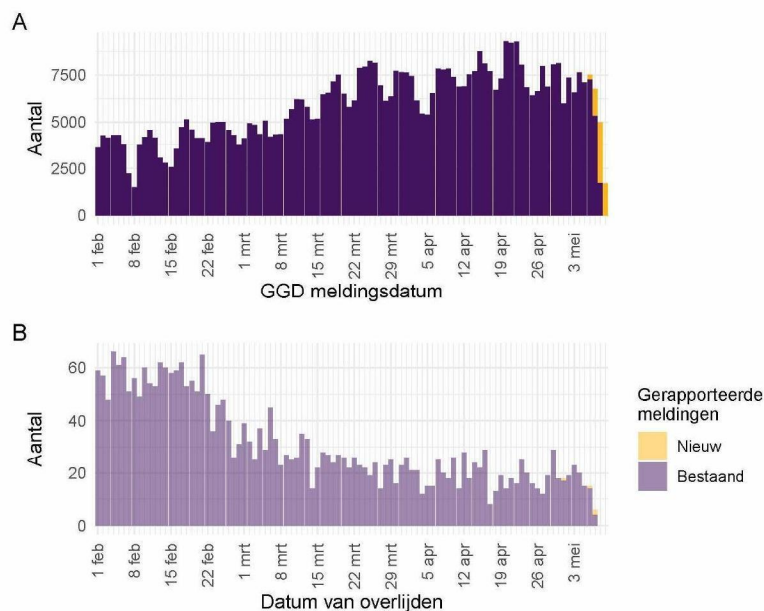 A
Aantal
7500
5000
2500
0
1 feb
8 feb
15 feb
22 feb
1 mrt
8 mrt
15 mrt
22 mrt
29 mrt
5 apr
12 apr
19 apr
26 apr
3 mei
GGD meldingsdatum
B
Aantal
60
40
20
0
1 feb
8 feb
15 feb
22 feb
1 mrt
8 mrt
15 mrt
22 mrt
29 mrt
5 apr
12 apr
19 apr
26 apr
3 mei
Datum van overlijden
Gerapporteerde
meldingen
Nieuw
Bestaand